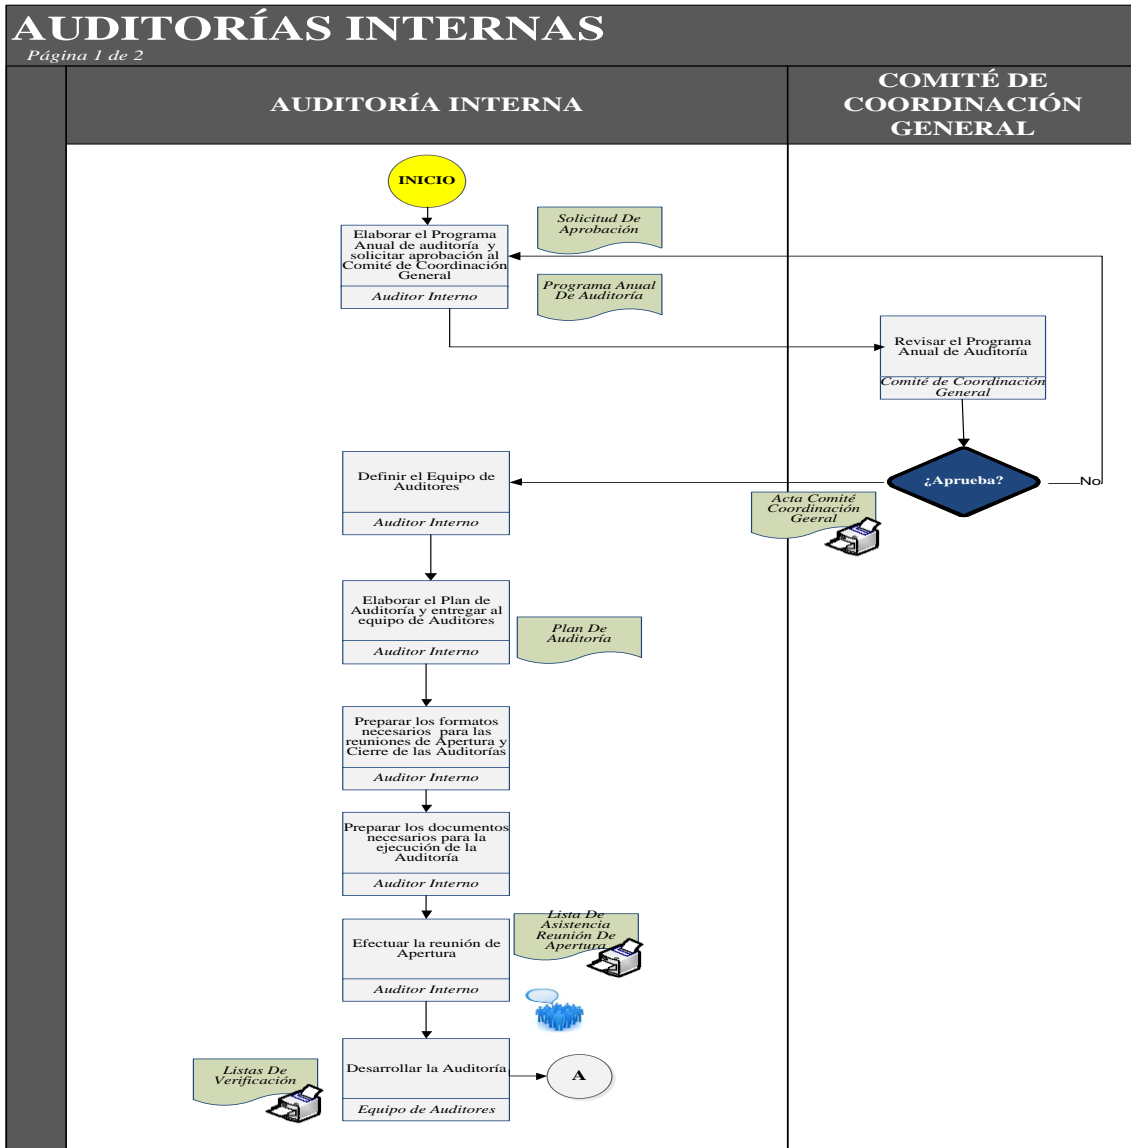 AUDITORÍAS INTERNAS
Página 1 de 2
AUDITORÍA INTERNA
COMITÉ DE
COORDINACIÓN
GENERAL
INICIO
Elaborar el Programa
Anual de auditoría y
solicitar aprobación al
Comité de Coordinación
General
Auditor Interno
Solicitud De
Aprobación
Programa Anual
De Auditoría
Revisar el Programa
Anual de Auditoría
Comité de Coordinación
General
¿Aprueba?
No
Acta Comité
Coordinación
Geeral
Definir el Equipo de
Auditores
Auditor Interno
Elaborar el Plan de
Auditoría y entregar al
equipo de Auditores
Auditor Interno
Plan De
Auditoría
Preparar los formatos
necesarios para las
reuniones de Apertura y
Cierre de las Auditorías
Auditor Interno
Preparar los documentos
necesarios para la
ejecución de la
Auditoría
Auditor Interno
Efectuar la reunión de
Apertura
Auditor Interno
Lista De
Asistencia
Reunión De
Apertura
Desarrollar la Auditoría
Equipo de Auditores
Listas De
Verificación
A